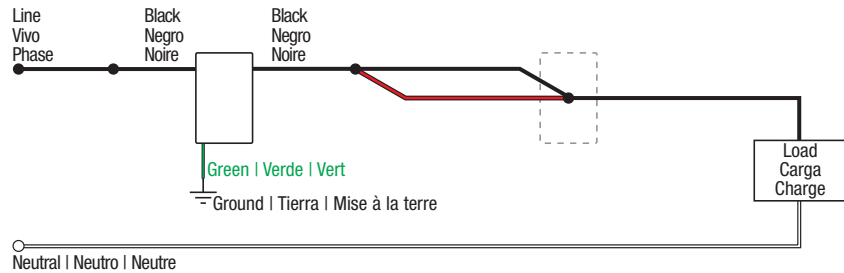 Line
Vivo
Phase
Black
Negro
Noire
Black
Negro
Noire
Green | Verde | Vert
Ground | Tierra | Mise à la terre
Load
Carga
Charge
Neutral | Neutro | Neutre